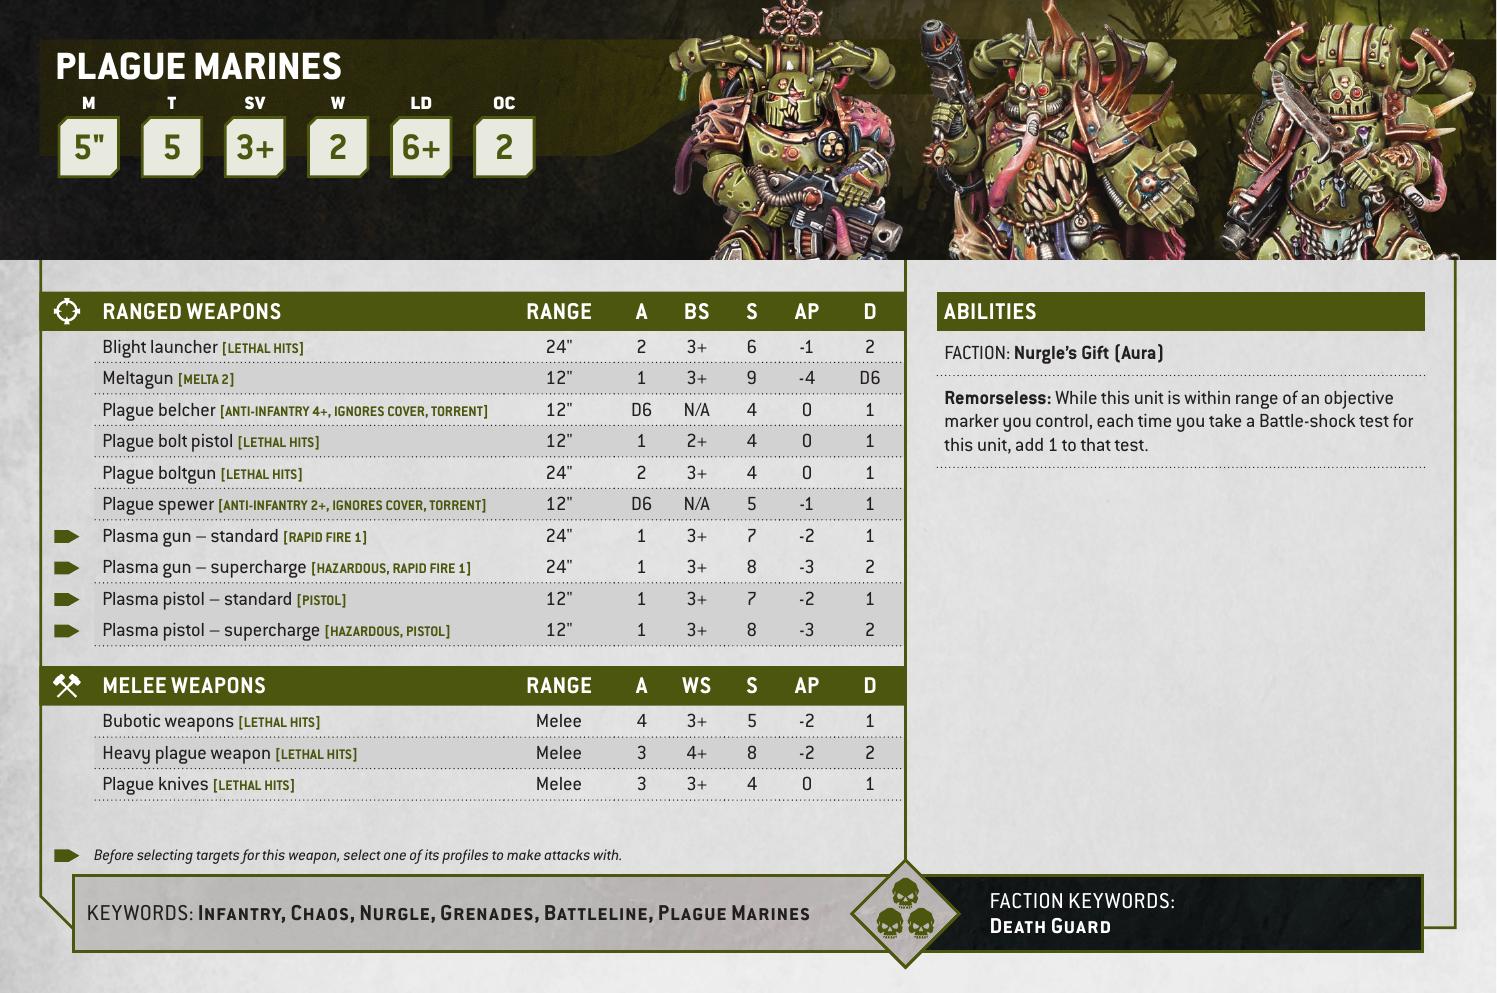 PLAGUE MARINES
M T SV W LD OC
5" 5 3+ 2 6+ 2
RANGED WEAPONS RANGE A BS S AP D
Blight launcher [LETHAL HITS] 24" 2 3+ 6 -1 2
Meltagun [MELTA 2] 12" 1 3+ 9 -4 D6
Plague belcher [ANTI-INFANTRY 4+, IGNORES COVER, TORRENT] 12" D6 N/A 4 0 1
Plague bolt pistol [LETHAL HITS] 12" 1 2+ 4 0 1
Plague boltgun [LETHAL HITS] 24" 2 3+ 4 0 1
Plague spewer [ANTI-INFANTRY 2+, IGNORES COVER, TORRENT] 12" D6 N/A 5 -1 1
Plasma gun – standard [RAPID FIRE 1] 24" 1 3+ 7 -2 1
Plasma gun – supercharge [HAZARDOUS, RAPID FIRE 1] 24" 1 3+ 8 -3 2
Plasma pistol – standard [PISTOL] 12" 1 3+ 7 -2 1
Plasma pistol – supercharge [HAZARDOUS, PISTOL] 12" 1 3+ 8 -3 2
MELEE WEAPONS RANGE A WS S AP D
Bubotic weapons [LETHAL HITS] Melee 4 3+ 5 -2 1
Heavy plague weapon [LETHAL HITS] Melee 3 4+ 8 -2 2
Plague knives [LETHAL HITS] Melee 3 3+ 4 0 1
Before selecting targets for this weapon, select one of its profiles to make attacks with.
ABILITIES
FACTION: Nurgle's Gift (Aura)
Remorseless: While this unit is within range of an objective
marker you control, each time you take a Battle-shock test for
this unit, add 1 to that test.
KEYWORDS: INFANTRY, CHAOS, NURGLE, GRENADES, BATTLELINE, PLAGUE MARINES
FACTION KEYWORDS:
DEATH GUARD